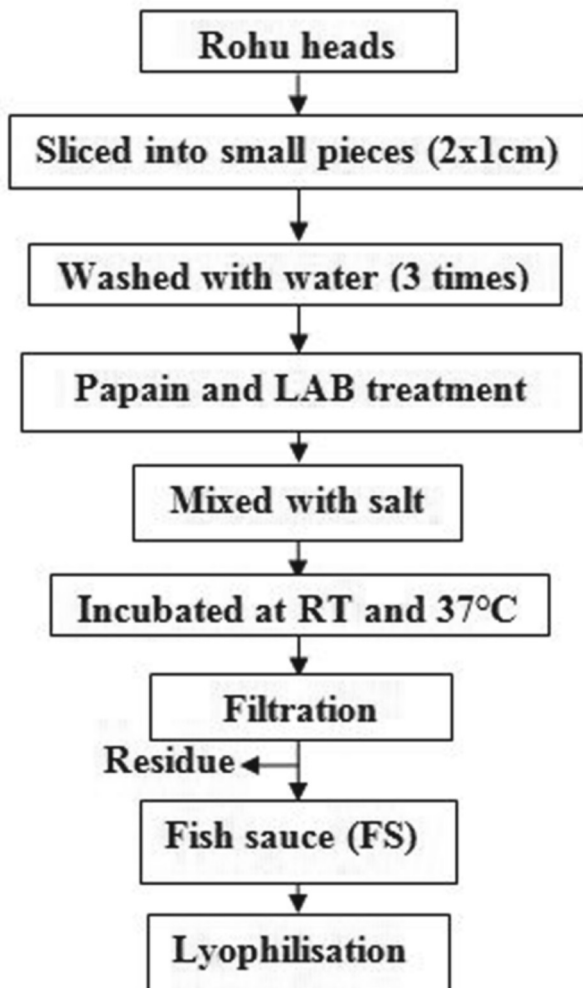 Rohu heads
Sliced into small pieces (2x1cm)
Washed with water (3 times)
Papain and LAB treatment
Mixed with salt
Incubated at RT and 37°C
Filtration
Residue
Fish sauce (FS)
Lyophilisation